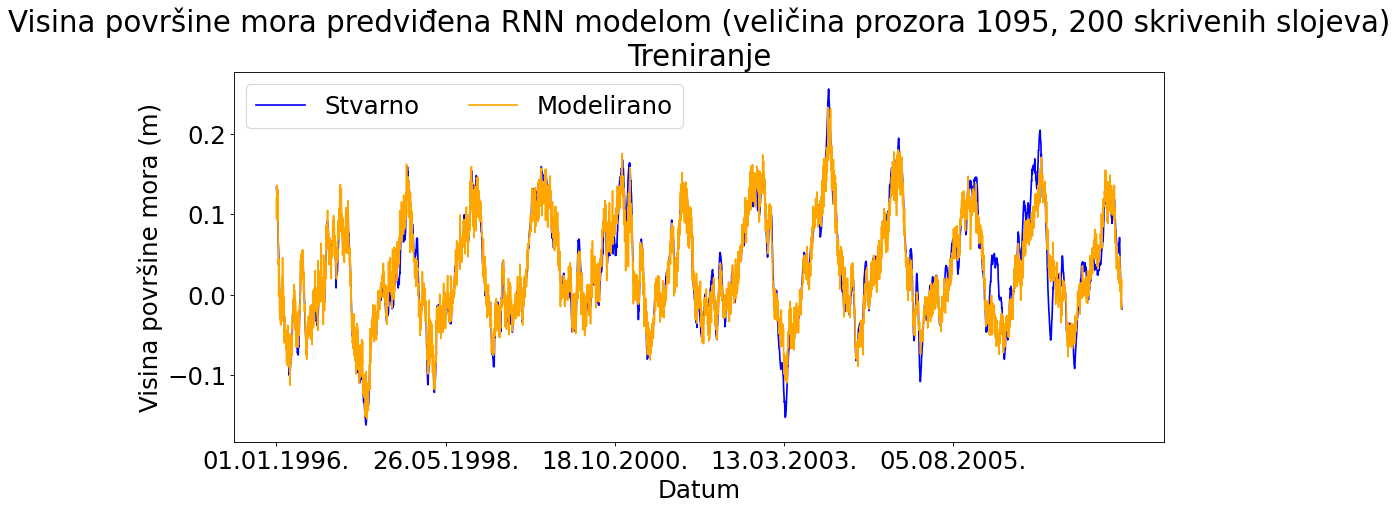 Visina površine mora predviđena RNN modelom (veličina prozora 1095, 200 skrivenih slojeva)
Treniranje
Stvarno
Modelirano
Visina površine mora (m)
0.2
0.1
0.0
−0.1
01.01.1996.
26.05.1998.
18.10.2000.
13.03.2003.
05.08.2005.
Datum